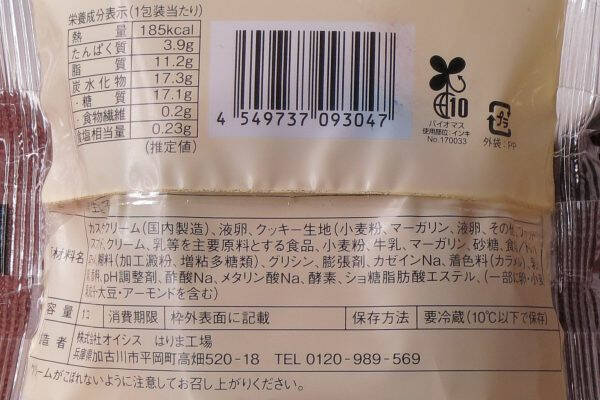 栄養成分表示(1包装当たり)
熱量 185kcal
たんぱく質 3.9g
脂質 11.2g
炭水化物 17.3g
・糖質 17.1g
・食物繊維 0.2g
食塩相当量 0.23g
(推定値)
4 549737 093047
10
バイオマス
使用部位:インキ
No.170033
外袋:PP
カスタークリーム(国内製造)、液卵、クッキー生地(小麦粉、マーガリン、液卵、その他)、
クリーム、乳等を主要原料とする食品、小麦粉、牛乳、マーガリン、砂糖、食
材料名
糊料(加工澱粉、増粘多糖類)、グリシン、膨張剤、カゼインNa、着色料(カラメル)、
pH調整剤、酢酸Na、メタリン酸Na、酵素、ショ糖脂肪酸エステル、(一部に卵・小麦
大豆・アーモンドを含む)
容量 消費期限 枠外表面に記載 保存方法 要冷蔵(10℃以下で保存)
造者 株式会社オイシス はりま工場
兵庫県加古川市平岡町高畑520-18 TEL 0120-989-569
クリームがこぼれないように注意してお召し上がりください。